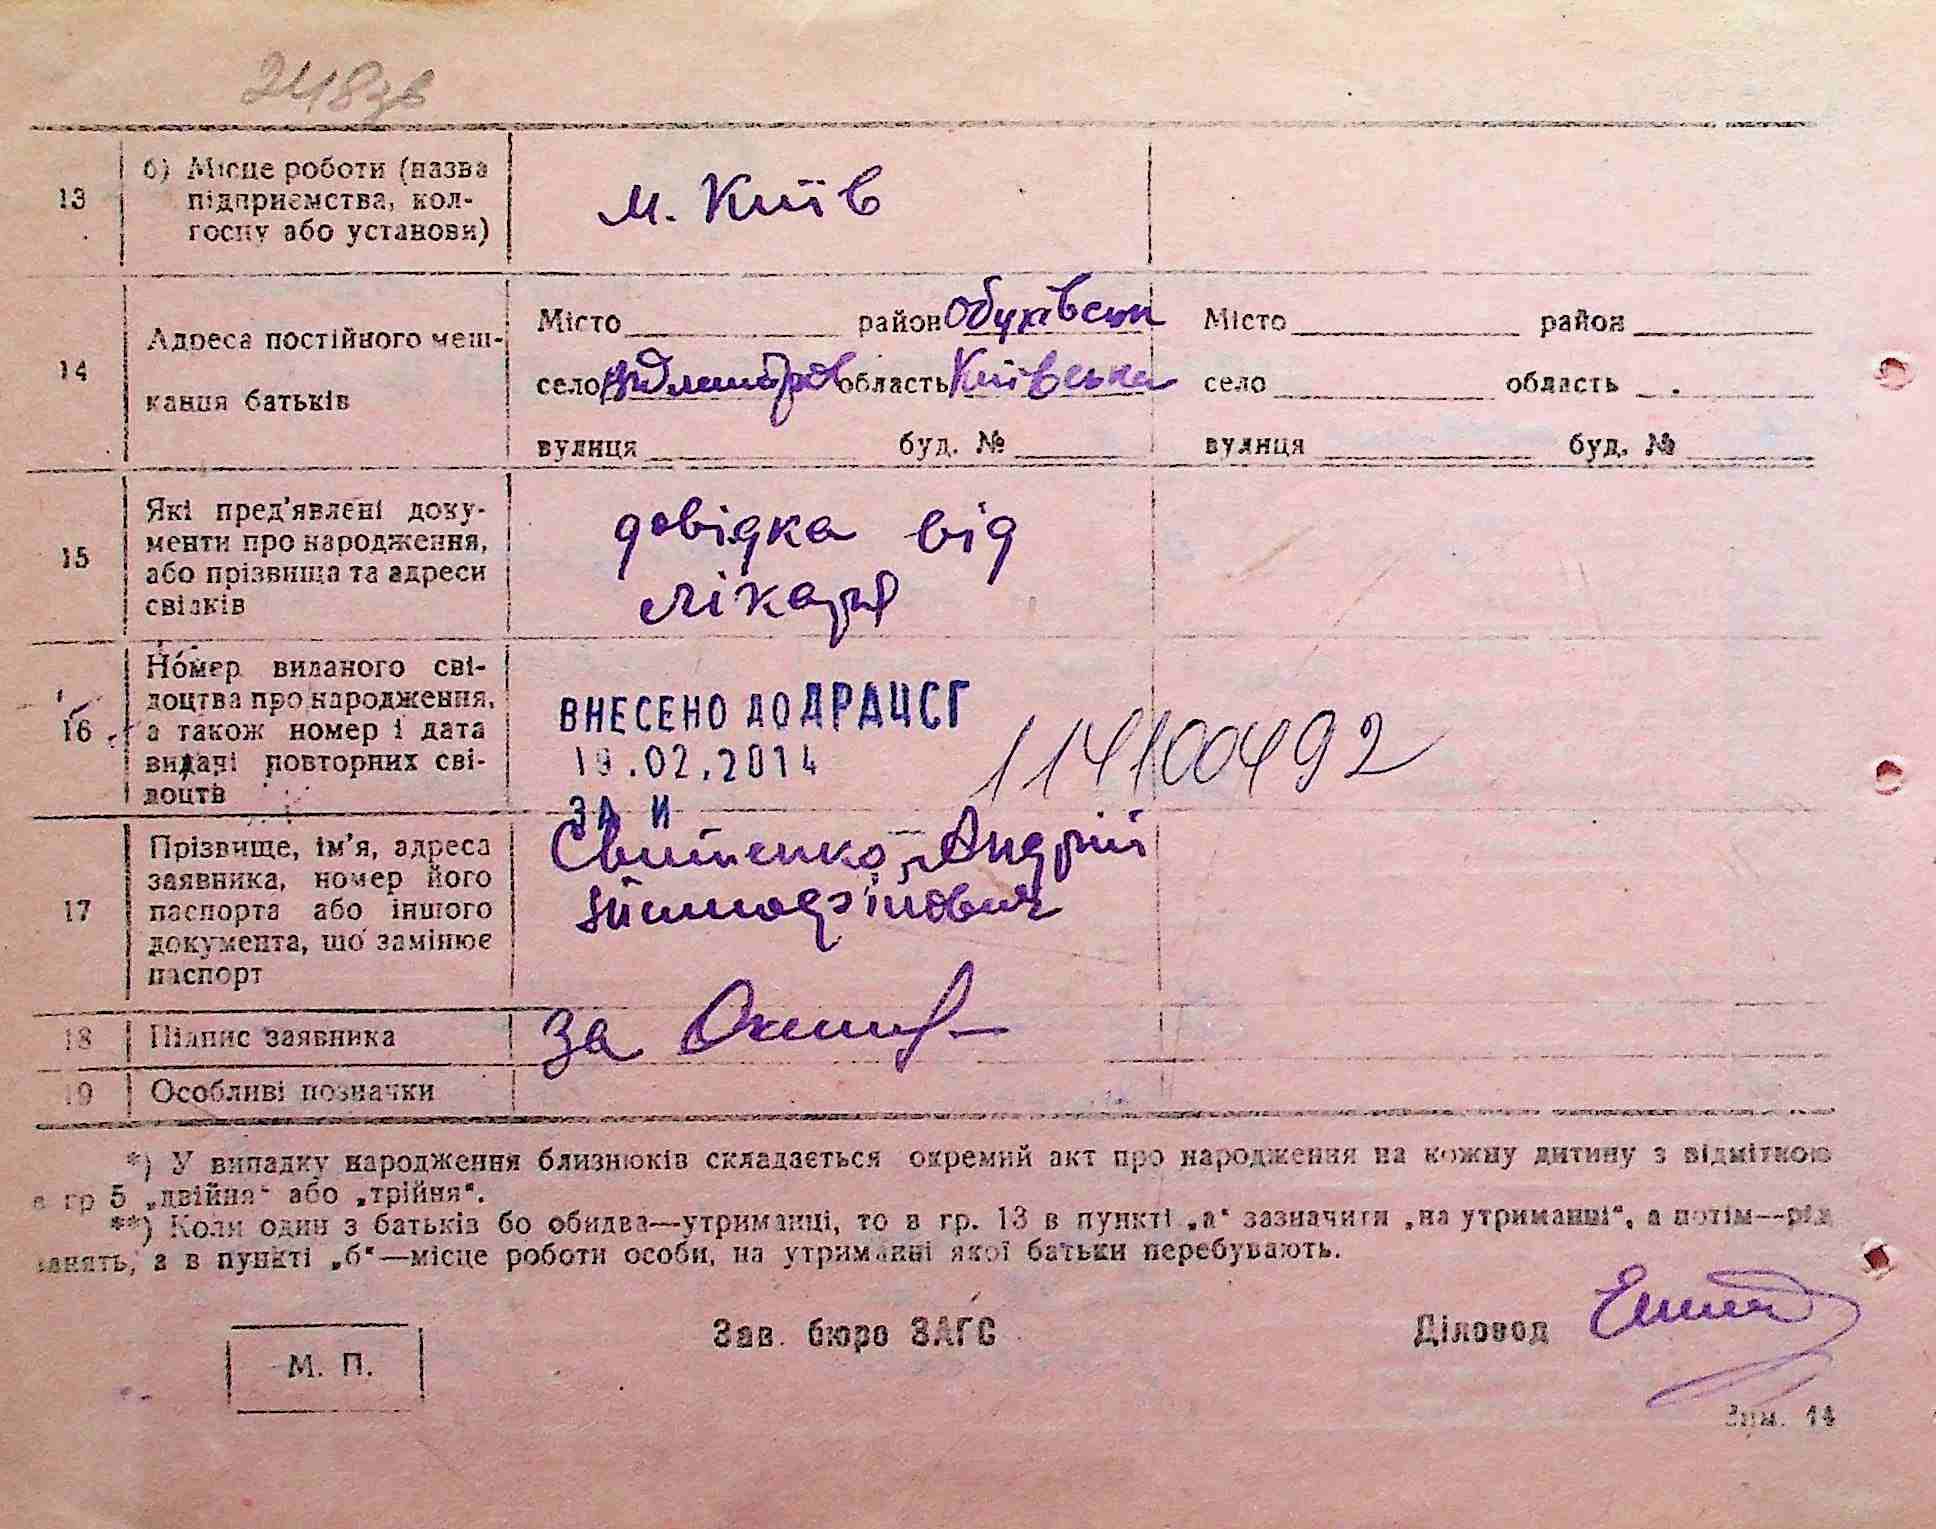 248зв
13
б) Місце роботи (назва
підприємства, кол-
госпу або установи)
м. Київ
14
Адреса постійного меш-
кання батьків
Місто район Обухівськ
село область Київська
вулиця буд. №
Місто район
село область
вулиця буд. №
15
Які пред'явлені доку-
менти про народження,
або прізвища та адреси
свідків
довідка від
лікаря
16
Номер виданого сві-
доцтва про народження,
а також номер і дата
видачі повторних сві-
доцтв
ВНЕСЕНО ДО ДРАЦСГ
19.02.2014
ЗА И
114100492
17
Прізвище, ім'я, адреса
заявника, номер його
паспорта або іншого
документа, що замінює
паспорт
Андрій
18
Підпис заявника
за
19
Особливі позначки
*) У випадку народження близнюків складається окремий акт про народження на кожну дитину з відміткою
в гр 5 „двійня“ або „трійня“.
**) Коли один з батьків бо обидва—утриманці, то в гр. 13 в пункті „а“ зазначити „на утриманні“, а потім—рід
занять, а в пункті „б“—місце роботи особи, на утриманні якої батьки перебувають.
М. П.
Зав. бюро ЗАГС
Діловод
Зим. 14